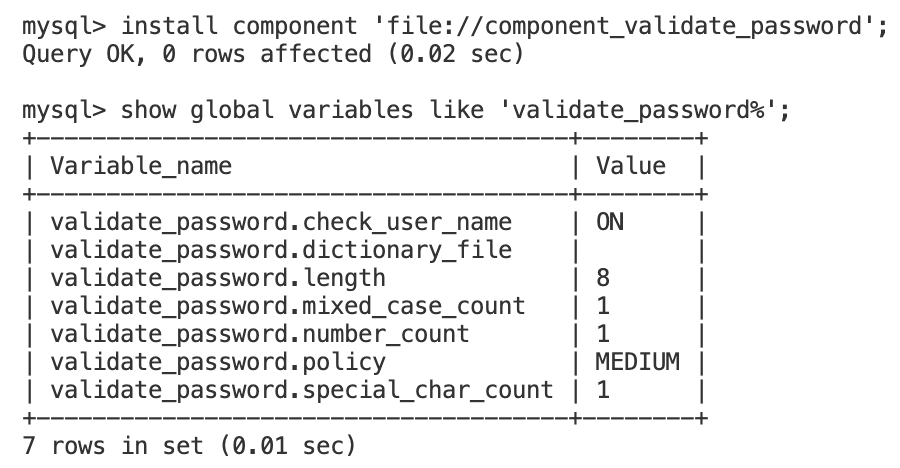 mysql> install component 'file://component_validate_password';
Query OK, 0 rows affected (0.02 sec)
mysql> show global variables like 'validate_password%';
+--------------------------------------+--------+
| Variable_name                        | Value  |
+--------------------------------------+--------+
| validate_password.check_user_name    | ON     |
| validate_password.dictionary_file    |        |
| validate_password.length             | 8      |
| validate_password.mixed_case_count   | 1      |
| validate_password.number_count       | 1      |
| validate_password.policy             | MEDIUM |
| validate_password.special_char_count | 1      |
+--------------------------------------+--------+
7 rows in set (0.01 sec)